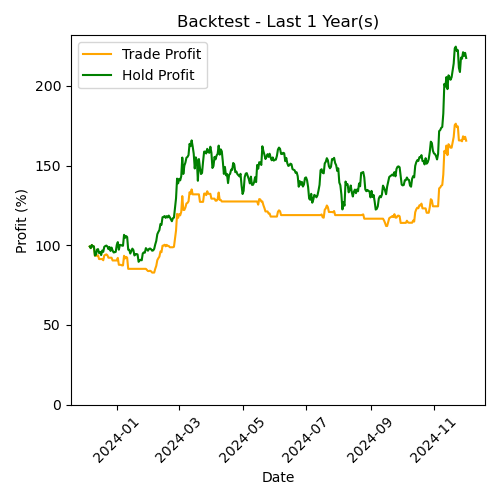 Backtest - Last 1 Year(s)
Trade Profit
Hold Profit
Profit (%)
200
150
100
50
0
2024-01
2024-03
2024-05
2024-07
2024-09
2024-11
Date